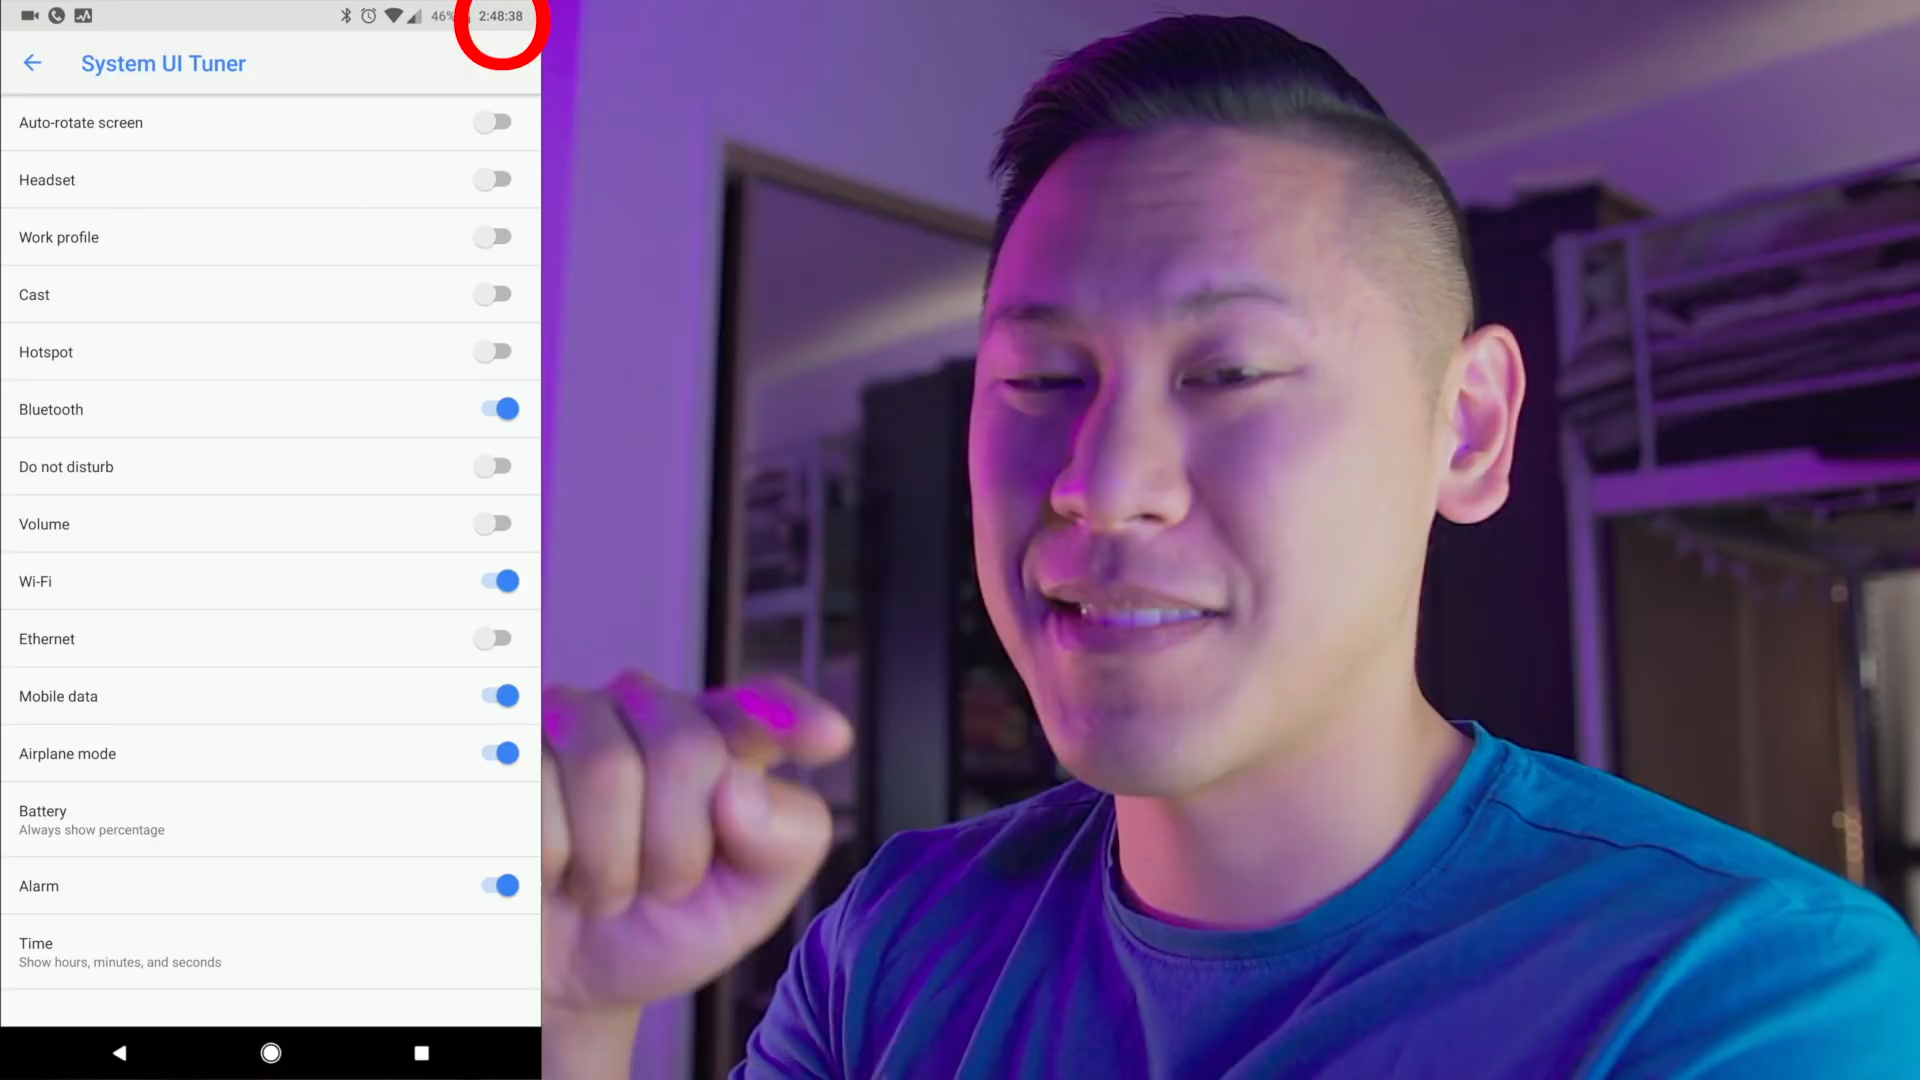 46% 2:48:38
System UI Tuner
Auto-rotate screen
Headset
Work profile
Cast
Hotspot
Bluetooth
Do not disturb
Volume
Wi-Fi
Ethernet
Mobile data
Airplane mode
Battery
Always show percentage
Alarm
Time
Show hours, minutes, and seconds